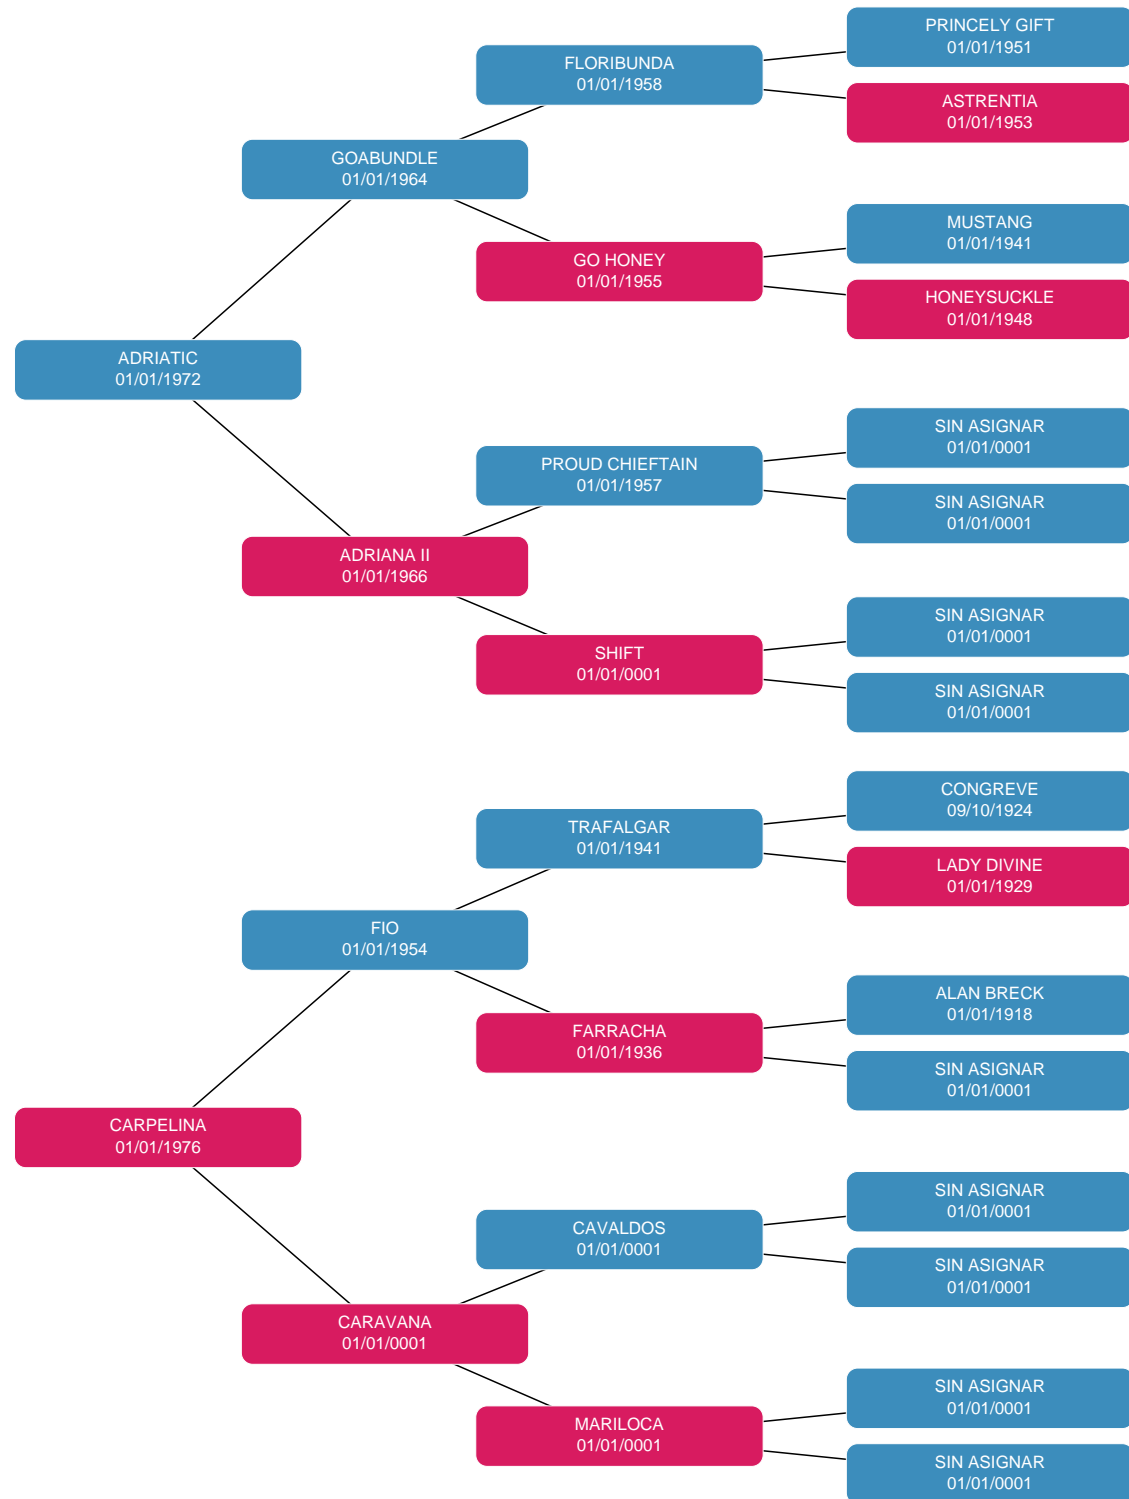 PRINCELY GIFT
01/01/1951
FLORIBUNDA
01/01/1958
ASTRENTIA
01/01/1953
GOABUNDLE
01/01/1964
MUSTANG
01/01/1941
GO HONEY
01/01/1955
HONEYSUCKLE
01/01/1948
ADRIATIC
01/01/1972
SIN ASIGNAR
01/01/0001
PROUD CHIEFTAIN
01/01/1957
SIN ASIGNAR
01/01/0001
ADRIANA II
01/01/1966
SIN ASIGNAR
01/01/0001
SHIFT
01/01/0001
SIN ASIGNAR
01/01/0001
CONGREVE
09/10/1924
TRAFALGAR
01/01/1941
LADY DIVINE
01/01/1929
FIO
01/01/1954
ALAN BRECK
01/01/1918
FARRACHA
01/01/1936
SIN ASIGNAR
01/01/0001
CARPELINA
01/01/1976
SIN ASIGNAR
01/01/0001
CAVALDOS
01/01/0001
SIN ASIGNAR
01/01/0001
CARAVANA
01/01/0001
SIN ASIGNAR
01/01/0001
MARILOCA
01/01/0001
SIN ASIGNAR
01/01/0001